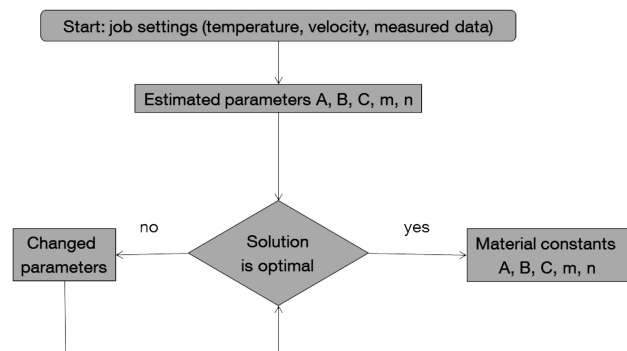 Start: job settings (temperature, velocity, measured data)
Estimated parameters A, B, C, m, n
no
yes
Changed
parameters
Solution
is optimal
Material constants
A, B, C, m, n